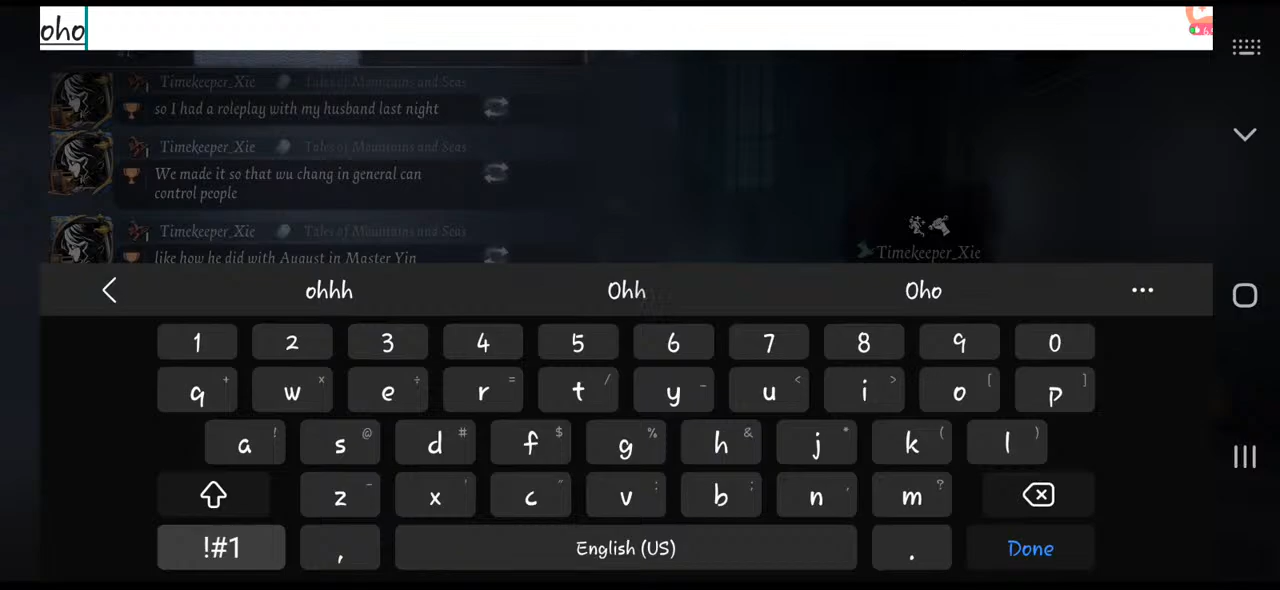 oho
Timekeeper_Xie Tales of Mountains and Seas
so I had a roleplay with my husband last night
Timekeeper_Xie Tales of Mountains and Seas
We made it so that wu chang in general can
control people
Timekeeper_Xie Tales of Mountains and Seas
like how he did with August in Master Yin
Timekeeper_Xie
ohhh Ohh Oho ...
1 2 3 4 5 6 7 8 9 0
q + w x e ÷ r = t / y _ u < i > o [ p ]
a ! s @ d # f $ g % h & j * k ( l )
z - x ' c " v : b ; n , m ?
!#1 , English (US) . Done